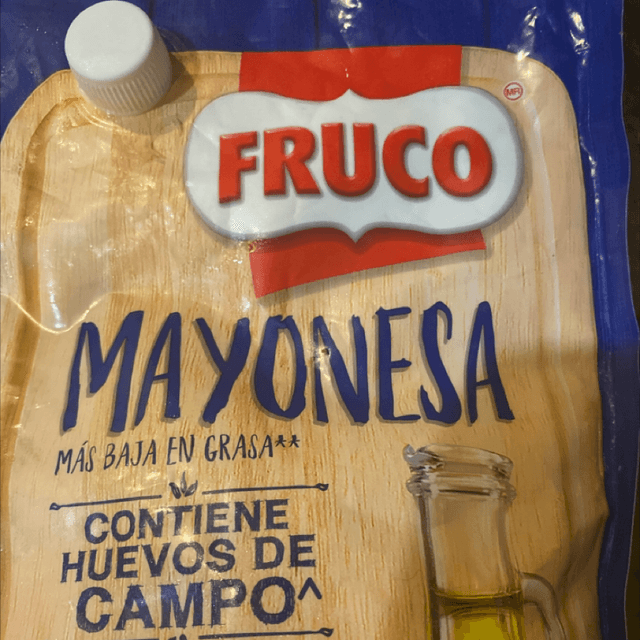 FRUCO
MR
MAYONESA
MÁS BAJA EN GRASA**
CONTIENE
HUEVOS DE
CAMPO^